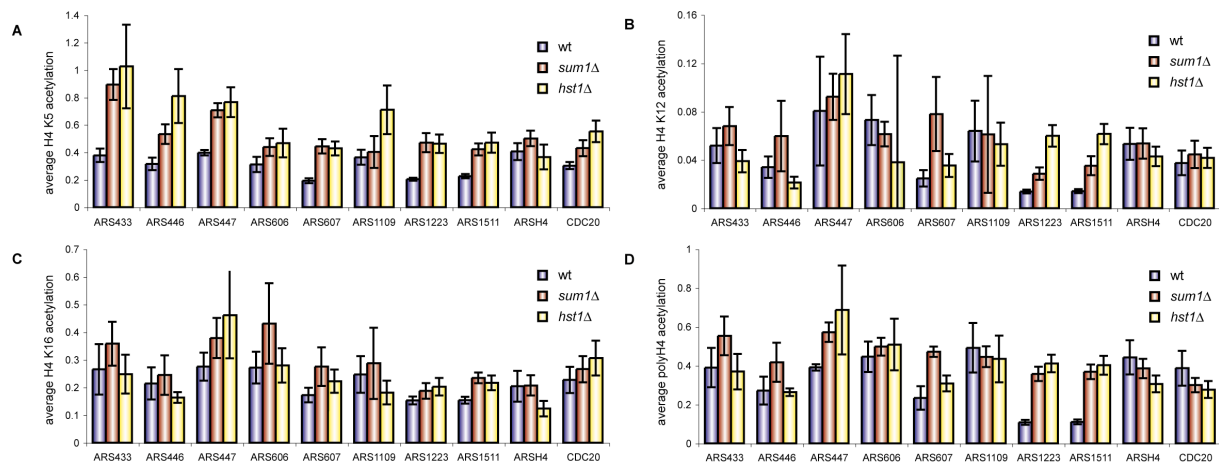 A
average H4 K5 acetylation
1.4
1.2
1
0.8
0.6
0.4
0.2
0
wt
sum1Δ
hst1Δ
ARS433 ARS446 ARS447 ARS606 ARS607 ARS1109 ARS1223 ARS1511 ARSH4 CDC20
B
average H4 K12 acetylation
0.16
0.12
0.08
0.04
0
wt
sum1Δ
hst1Δ
ARS433 ARS446 ARS447 ARS606 ARS607 ARS1109 ARS1223 ARS1511 ARSH4 CDC20
C
average H4 K16 acetylation
0.7
0.6
0.5
0.4
0.3
0.2
0.1
0
wt
sum1Δ
hst1Δ
ARS433 ARS446 ARS447 ARS606 ARS607 ARS1109 ARS1223 ARS1511 ARSH4 CDC20
D
average polyH4 acetylation
1
0.8
0.6
0.4
0.2
0
wt
sum1Δ
hst1Δ
ARS433 ARS446 ARS447 ARS606 ARS607 ARS1109 ARS1223 ARS1511 ARSH4 CDC20